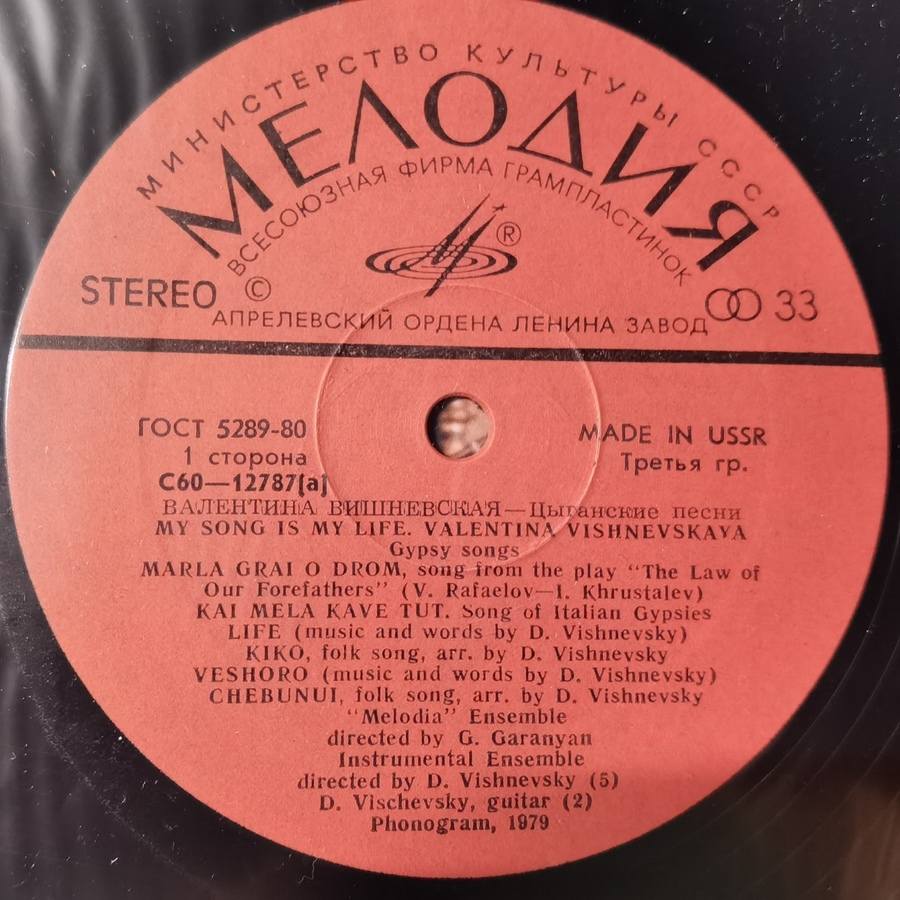 МИНИСТЕРСТВО КУЛЬТУРЫ СССР
МЕЛОДИЯ
ВСЕСОЮЗНАЯ ФИРМА ГРАМПЛАСТИНОК
®
STEREO ©
33
АПРЕЛЕВСКИЙ ОРДЕНА ЛЕНИНА ЗАВОД
ГОСТ 5289-80
MADE IN USSR
1 сторона
Третья гр.
С60—12787(a)
ВАЛЕНТИНА ВИШНЕВСКАЯ—Цыганские песни
MY SONG IS MY LIFE. VALENTINA VISHNEVSKAYA
Gypsy songs
MARLA GRAI O DROM, song from the play "The Law of
Our Forefathers" (V. Rafaelov—I. Khrustalev)
KAI MELA KAVE TUT. Song of Italian Gypsies
LIFE (music and words by D. Vishnevsky)
KIKO, folk song, arr. by D. Vishnevsky
VESHORO (music and words by D. Vishnevsky)
CHEBUNUI, folk song, arr. by D. Vishnevsky
"Melodia" Ensemble
directed by G. Garanyan
Instrumental Ensemble
directed by D. Vishnevsky (5)
D. Vischevsky, guitar (2)
Phonogram, 1979